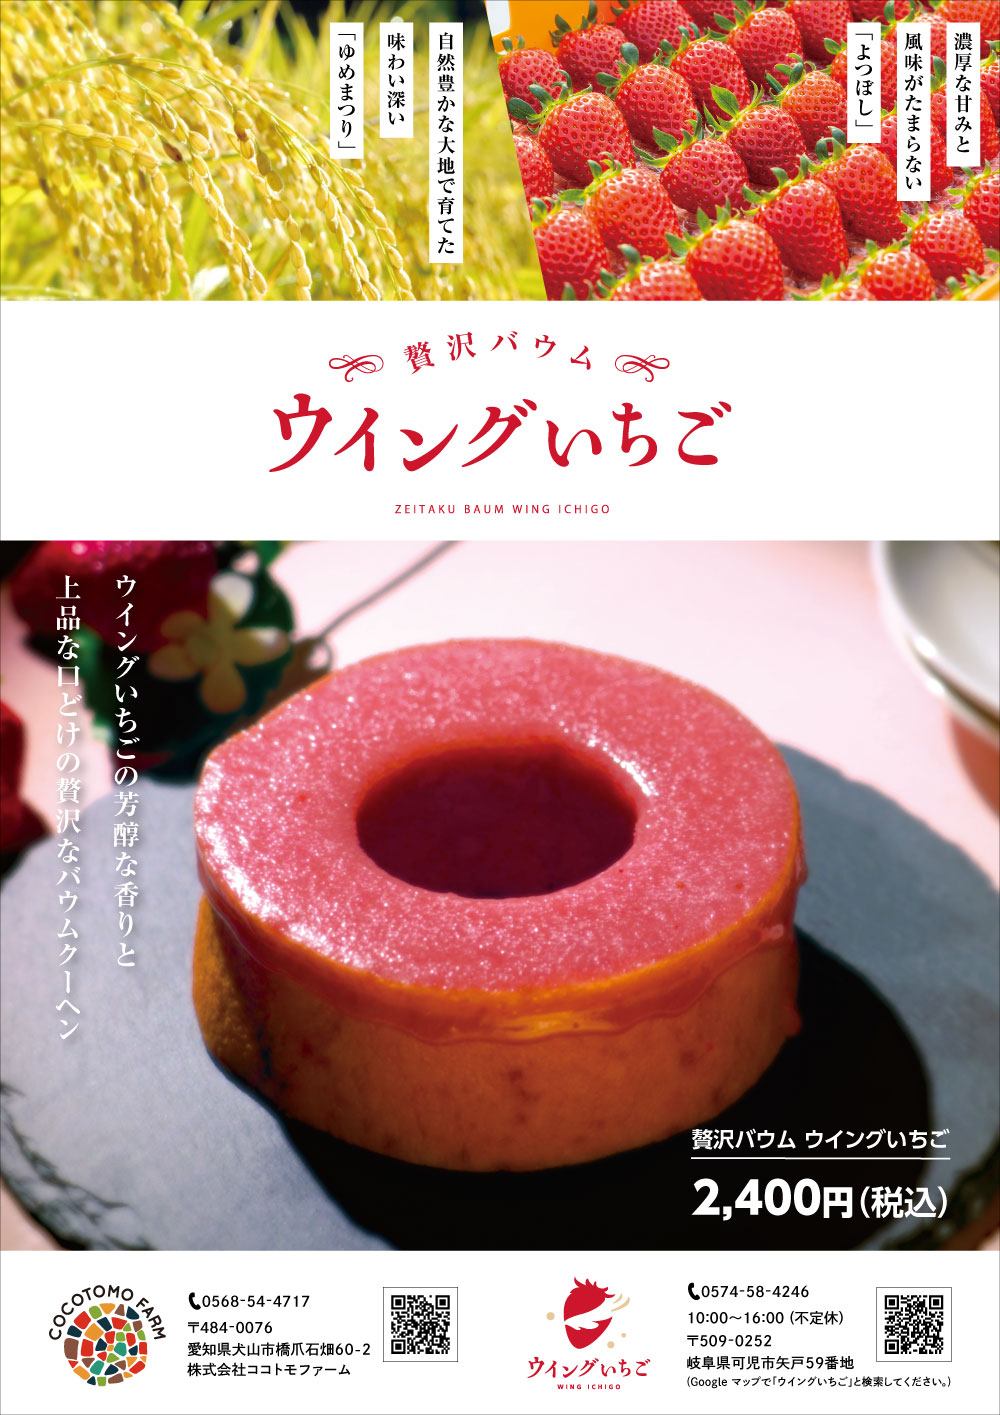 濃厚な甘みと
風味がたまらない
「よつぼし」
自然豊かな大地で育てた
味わい深い
「ゆめまつり」
贅沢バウム
ウイングいちご
ZEITAKU BAUM WING ICHIGO
ウイングいちごの芳醇な香りと
上品な口どけの贅沢なバウムクーヘン
贅沢バウム ウイングいちご
2,400円（税込）
COCOTOMO FARM
0568-54-4717
〒484-0076
愛知県犬山市橋爪石畑60-2
株式会社ココトモファーム
ウイングいちご
WING ICHIGO
0574-58-4246
10:00〜16:00（不定休）
〒509-0252
岐阜県可児市矢戸59番地
(Google マップで「ウイングいちご」と検索してください。)